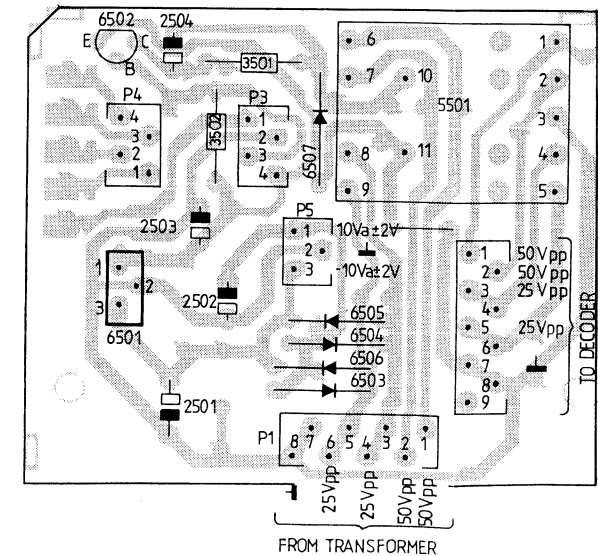 6502 2504
E C
B
3501
P4
4
3
2
1
3502
P3
1
2
3
4
6507
6
7
8
9
10
11
5501
1
2
3
4
5
2503
P5
1 10Va±2V
2
3 -10Va±2V
1
2
3
6501
2502
6505
6504
6506
6503
2501
1 50Vpp
2 50Vpp
3 25Vpp
4
5 25Vpp
6
7
8
9
TO DECODER
P1
8 7 6 5 4 3 2 1
25Vpp
25Vpp
50Vpp
50Vpp
FROM TRANSFORMER